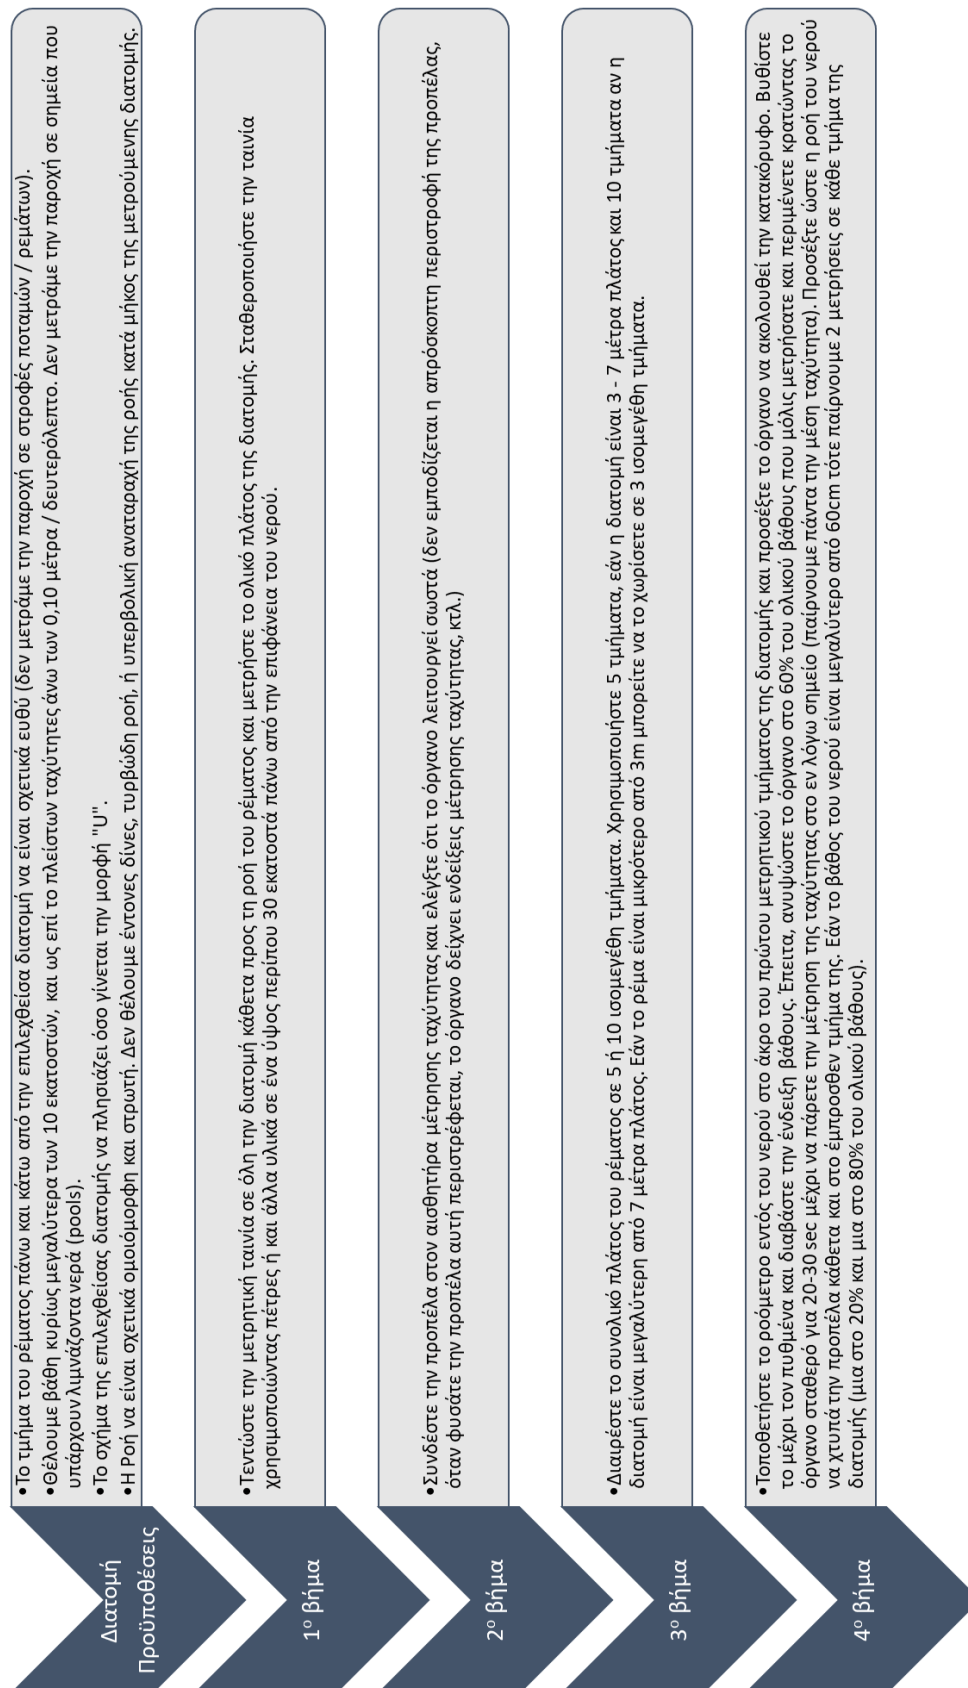 Διατομή
Προϋποθέσεις
•Το τμήμα του ρέματος πάνω και κάτω από την επιλεχθείσα διατομή να είναι σχετικά ευθύ (δεν μετράμε την παροχή σε στροφές ποταμών / ρεμάτων).
•Θέλουμε βάθη κυρίως μεγαλύτερα των 10 εκατοστών, και ως επί το πλείστων ταχύτητες άνω των 0,10 μέτρα / δευτερόλεπτο. Δεν μετράμε την παροχή σε σημεία που
υπάρχουν λιμνάζοντα νερά (pools).
•Το σχήμα της επιλεχθείσας διατομής να πλησιάζει όσο γίνεται την μορφή "U".
•Η Ροή να είναι σχετικά ομοιόμορφη και στρωτή. Δεν θέλουμε έντονες δίνες, τυρβώδη ροή, ή υπερβολική αναταραχή της ροής κατά μήκος της μετρούμενης διατομής.
1ο βήμα
•Τεντώστε την μετρητική ταινία σε όλη την διατομή κάθετα προς τη ροή του ρέματος και μετρήστε το ολικό πλάτος της διατομής. Σταθεροποιήστε την ταινία
χρησιμοποιώντας πέτρες ή και άλλα υλικά σε ένα ύψος περίπου 30 εκατοστά πάνω από την επιφάνεια του νερού.
2ο βήμα
•Συνδέστε την προπέλα στον αισθητήρα μέτρησης ταχύτητας και ελέγξτε ότι το όργανο λειτουργεί σωστά (δεν εμποδίζεται η απρόσκοπτη περιστροφή της προπέλας,
όταν φυσάτε την προπέλα αυτή περιστρέφεται, το όργανο δείχνει ενδείξεις μέτρησης ταχύτητας, κτλ.)
3ο βήμα
•Διαιρέστε το συνολικό πλάτος του ρέματος σε 5 ή 10 ισομεγέθη τμήματα. Χρησιμοποιήστε 5 τμήματα, εάν η διατομή είναι 3 - 7 μέτρα πλάτος και 10 τμήματα αν η
διατομή είναι μεγαλύτερη από 7 μέτρα πλάτος. Εάν το ρέμα είναι μικρότερο από 3m μπορείτε να το χωρίσετε σε 3 ισομεγέθη τμήματα.
4ο βήμα
•Τοποθετήστε το ροόμετρο εντός του νερού στο άκρο του πρώτου μετρητικού τμήματος της διατομής και προσέξτε το όργανο να ακολουθεί την κατακόρυφο. Βυθίστε
το μέχρι τον πυθμένα και διαβάστε την ένδειξη βάθους. Έπειτα, ανυψώστε το όργανο στο 60% του ολικού βάθους που μόλις μετρήσατε και περιμένετε κρατώντας το
όργανο σταθερό για 20-30 sec μέχρι να πάρετε την μέτρηση της ταχύτητας στο εν λόγω σημείο (παίρνουμε πάντα την μέση ταχύτητα). Προσέξτε ώστε η ροή του νερού
να χτυπά την προπέλα κάθετα και στο έμπροσθεν τμήμα της. Εάν το βάθος του νερού είναι μεγαλύτερο από 60cm τότε παίρνουμε 2 μετρήσεις σε κάθε τμήμα της
διατομής (μια στο 20% και μια στο 80% του ολικού βάθους).